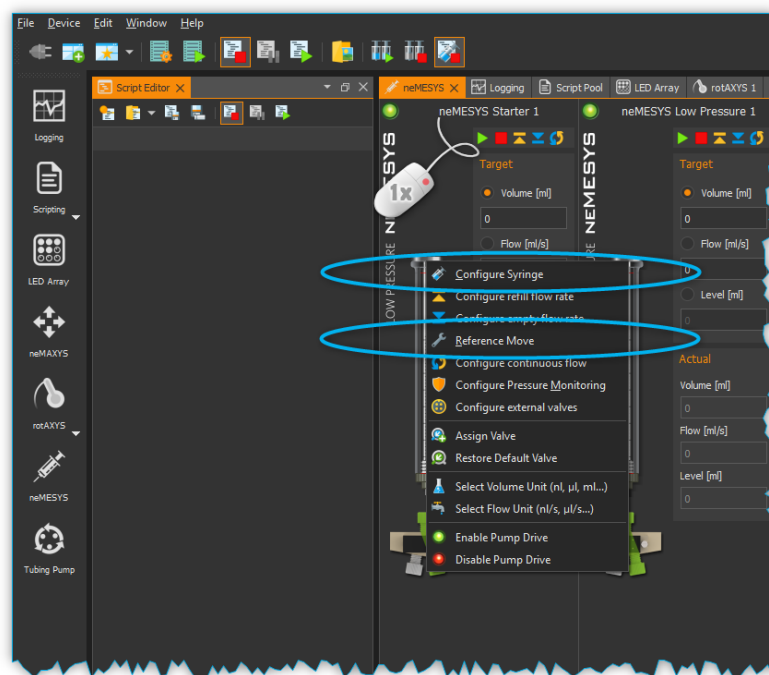 File Device Edit Window Help
Script Editor
neMESYS Logging Script Pool LED Array rotAXYS 1
neMESYS Starter 1
neMESYS Low Pressure 1
Logging
Scripting
LED Array
neMAXYS
rotAXYS
neMESYS
Tubing Pump
1x
NEMESYS
LOW PRESSURE
Target
Volume [ml]
0
Flow [ml/s]
NEMESYS
Target
Volume [ml]
0
Flow [ml/s]
0
Level [ml]
0
Actual
Volume [ml]
0
Flow [ml/s]
0
Level [ml]
0
Configure Syringe
Configure refill flow rate
Configure empty flow rate
Reference Move
Configure continuous flow
Configure Pressure Monitoring
Configure external valves
Assign Valve
Restore Default Valve
Select Volume Unit (nl, µl, ml...)
Select Flow Unit (nl/s, µl/s...)
Enable Pump Drive
Disable Pump Drive